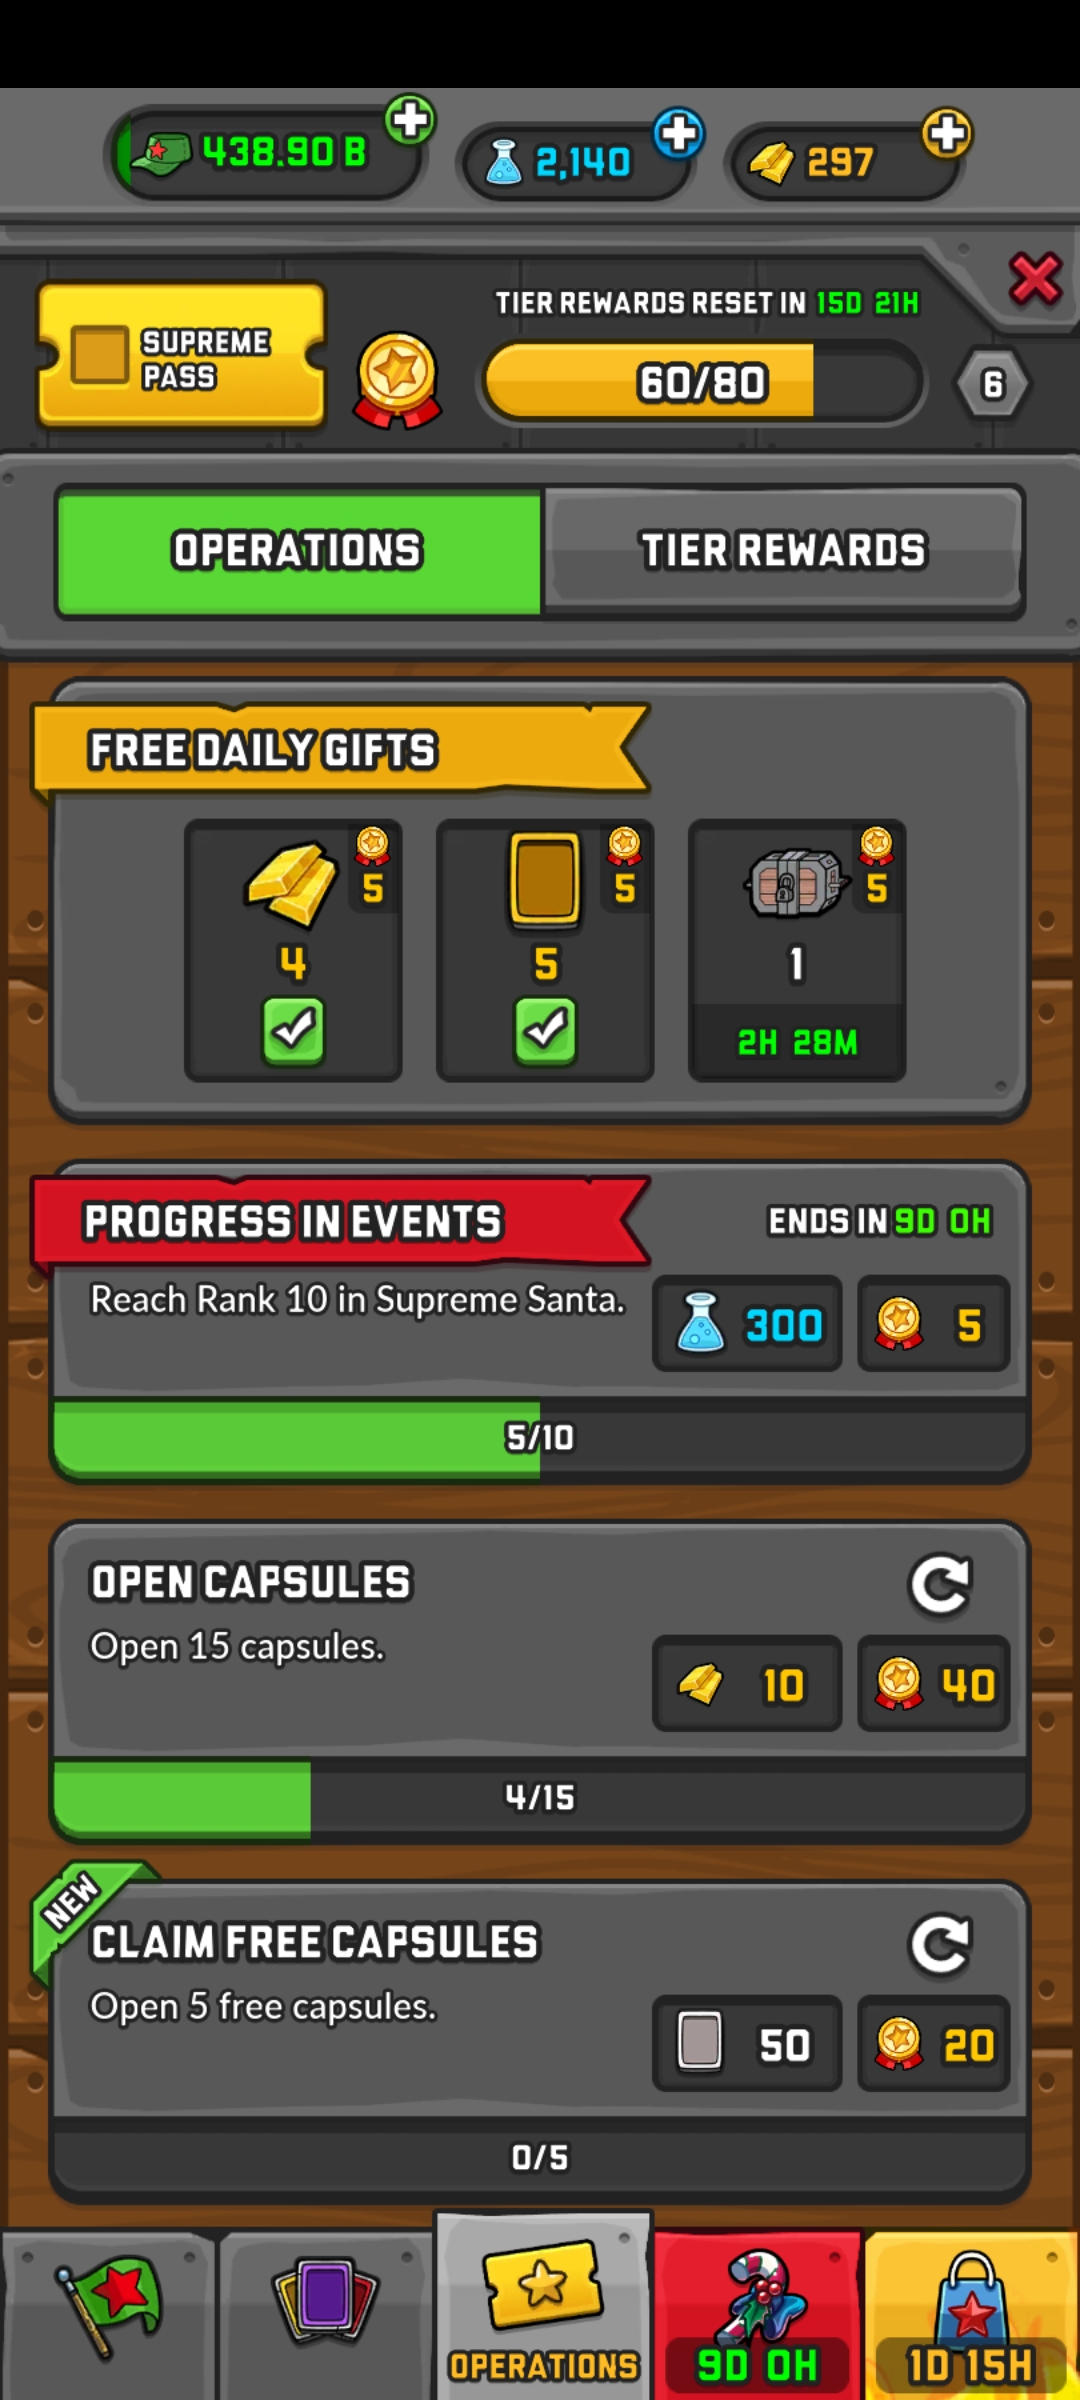 438.90 B
2,140
297
SUPREME
PASS
TIER REWARDS RESET IN 15D 21H
60/80
6
OPERATIONS
TIER REWARDS
FREE DAILY GIFTS
5
5
5
4
5
1
2H 28M
PROGRESS IN EVENTS
ENDS IN 9D 0H
Reach Rank 10 in Supreme Santa.
300
5
5/10
OPEN CAPSULES
Open 15 capsules.
10
40
4/15
NEW
CLAIM FREE CAPSULES
Open 5 free capsules.
50
20
0/5
OPERATIONS
9D 0H
1D 15H